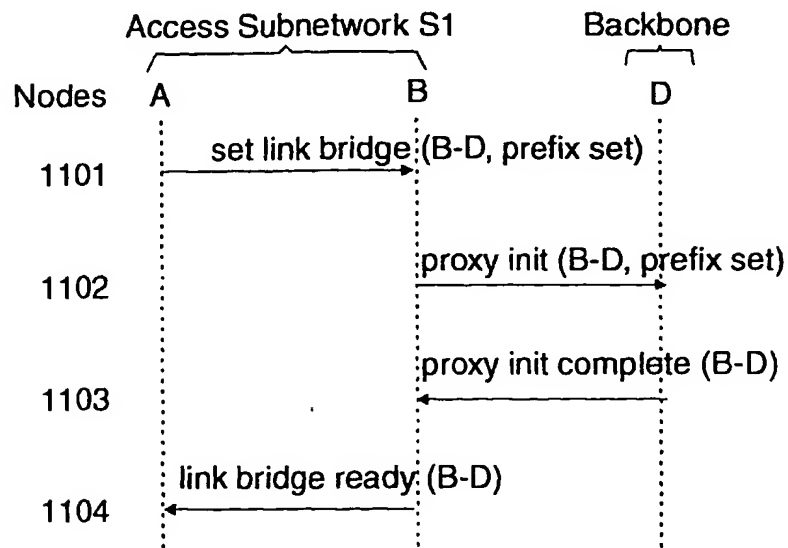 Access Subnetwork S1 Backbone
Nodes A B D
set link bridge (B-D, prefix set)
1101
proxy init (B-D, prefix set)
1102
proxy init complete (B-D)
1103
link bridge ready (B-D)
1104